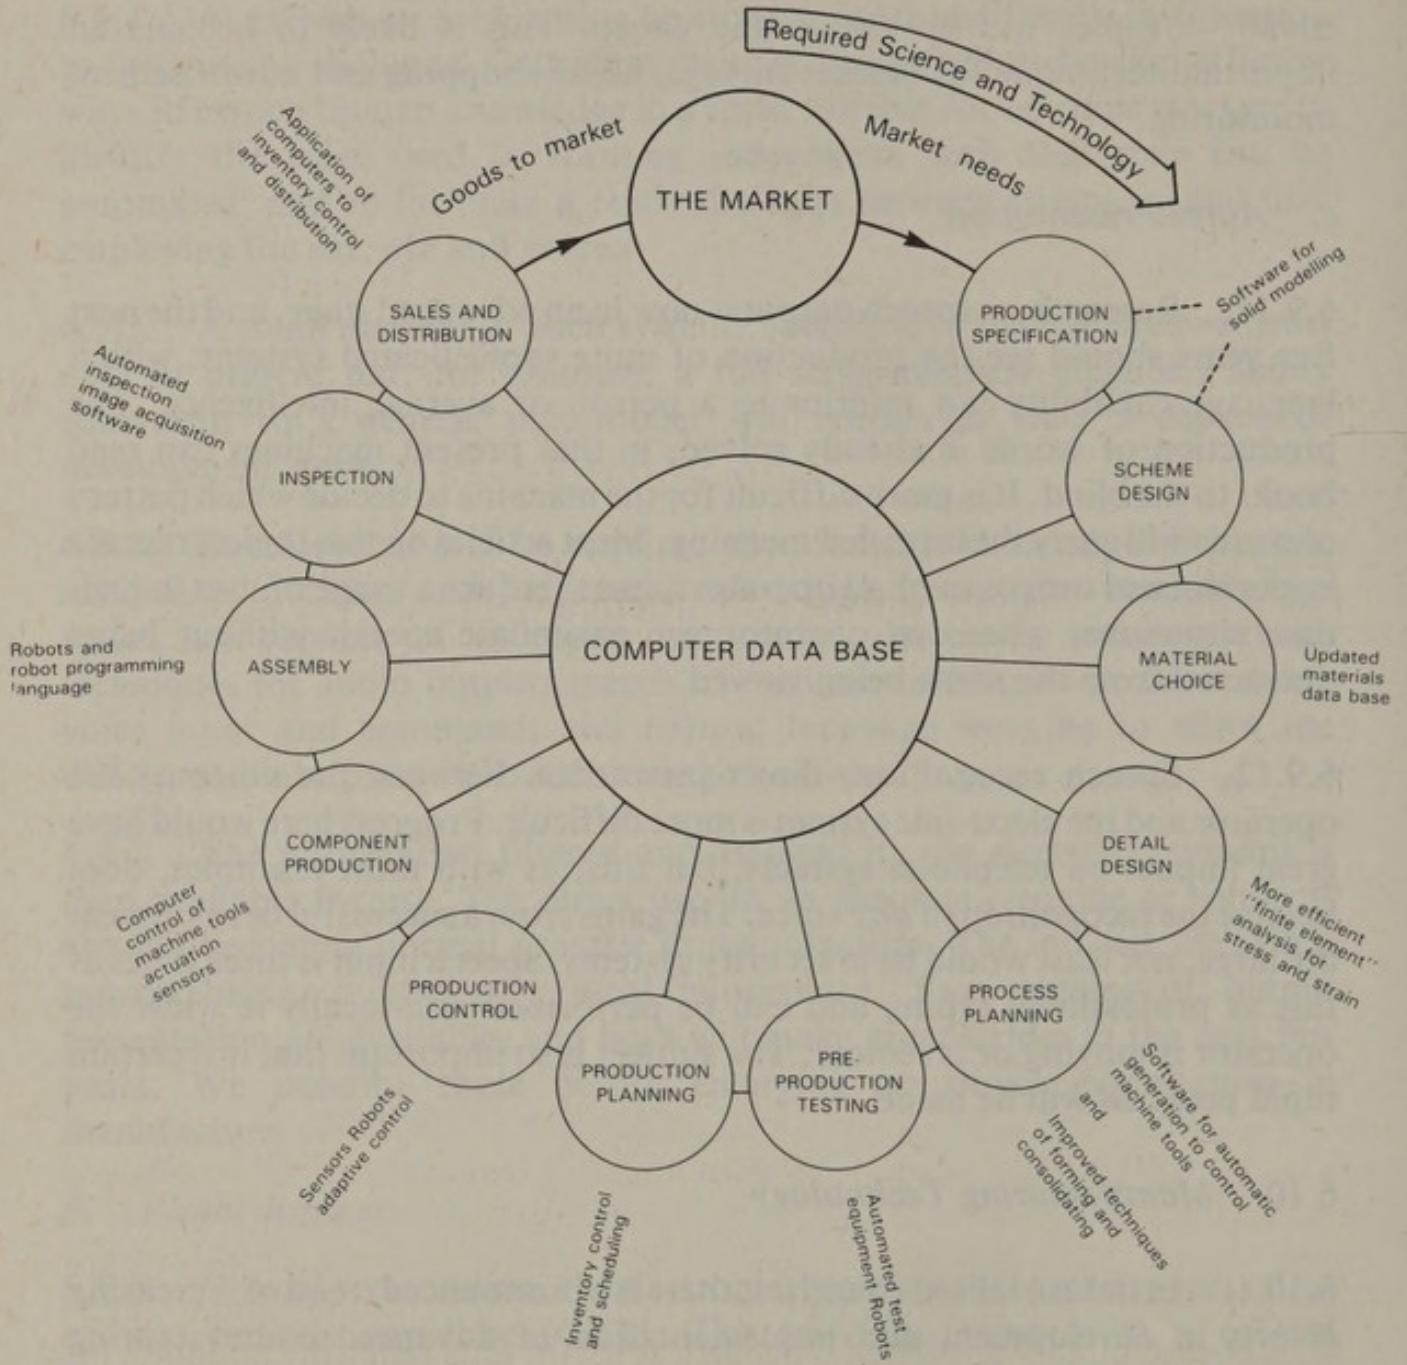 Required Science and Technology
THE MARKET
Market needs
PRODUCTION
SPECIFICATION
Software for
solid modelling
SCHEME
DESIGN
MATERIAL
CHOICE
Updated
materials
data base
DETAIL
DESIGN
More efficient
"finite element"
analysis for
stress and strain
PROCESS
PLANNING
Software for automatic
generation to control
machine tools
and
Improved techniques
of forming and
consolidating
PRE-
PRODUCTION
TESTING
Automated test
equipment Robots
PRODUCTION
PLANNING
Inventory control
and scheduling
PRODUCTION
CONTROL
Sensors Robots
adaptive control
COMPONENT
PRODUCTION
Computer
control of
machine tools
actuation
sensors
ASSEMBLY
Robots and
robot programming
language
INSPECTION
Automated
inspection
image acquisition
software
SALES AND
DISTRIBUTION
Application of
computers to
inventory control
and distribution
Goods to market
COMPUTER DATA BASE